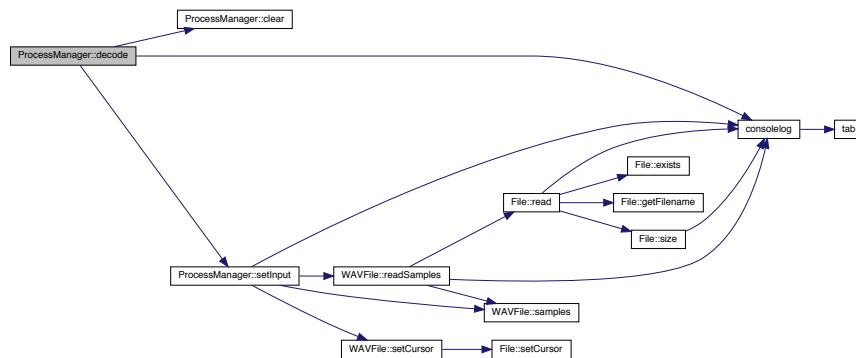 ProcessManager::clear
ProcessManager::decode
consolelog
tab
File::exists
File::read
File::getFilename
File::size
ProcessManager::setInput
WAVFile::readSamples
WAVFile::samples
WAVFile::setCursor
File::setCursor